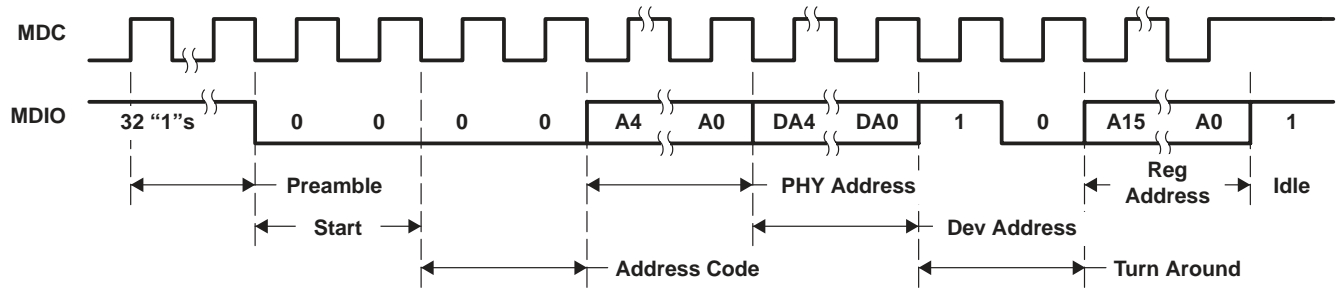 MDC
MDIO
32 “1”s 0 0 0 0 A4 A0 DA4 DA0 1 0 A15 A0 1
Preamble PHY Address Reg Address Idle
Start Dev Address
Address Code Turn Around